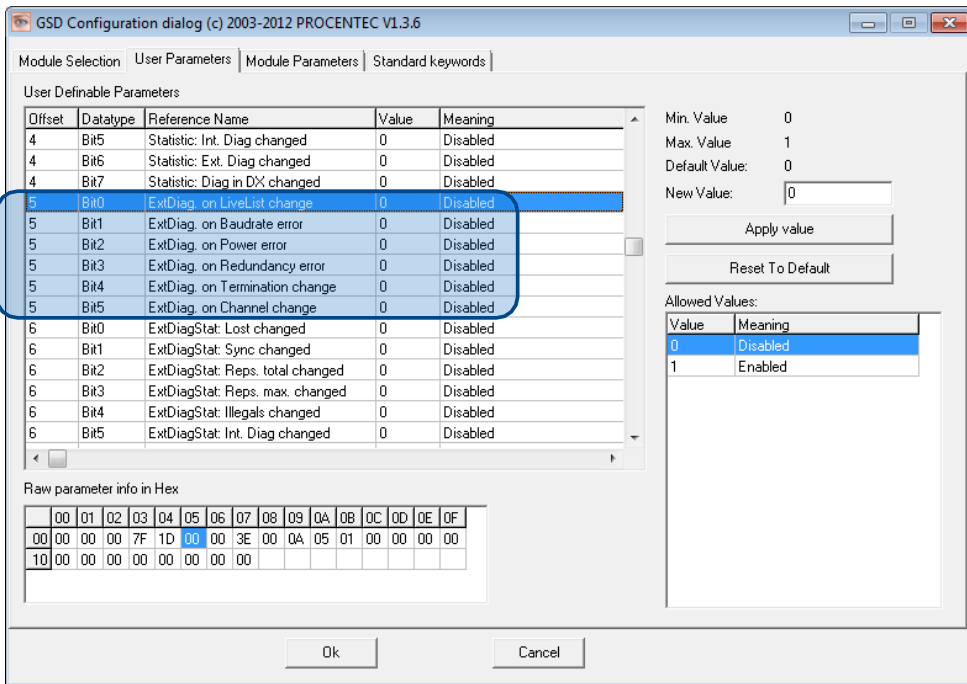 GSD Configuration dialog (c) 2003-2012 PROCENTEC V1.3.6
Module Selection User Parameters Module Parameters Standard keywords
User Definable Parameters
Offset Datatype Reference Name Value Meaning
4 Bit5 Statistic: Int. Diag changed 0 Disabled
4 Bit6 Statistic: Ext. Diag changed 0 Disabled
4 Bit7 Statistic: Diag in DX changed 0 Disabled
5 Bit0 ExtDiag. on LiveList change 0 Disabled
5 Bit1 ExtDiag. on Baudrate error 0 Disabled
5 Bit2 ExtDiag. on Power error 0 Disabled
5 Bit3 ExtDiag. on Redundancy error 0 Disabled
5 Bit4 ExtDiag. on Termination change 0 Disabled
5 Bit5 ExtDiag. on Channel change 0 Disabled
6 Bit0 ExtDiagStat: Lost changed 0 Disabled
6 Bit1 ExtDiagStat: Sync changed 0 Disabled
6 Bit2 ExtDiagStat: Reps. total changed 0 Disabled
6 Bit3 ExtDiagStat: Reps. max. changed 0 Disabled
6 Bit4 ExtDiagStat: Illegals changed 0 Disabled
6 Bit5 ExtDiagStat: Int. Diag changed 0 Disabled
Min. Value 0
Max. Value 1
Default Value: 0
New Value: 0
Apply value
Reset To Default
Allowed Values:
Value Meaning
0 Disabled
1 Enabled
Raw parameter info in Hex
00 01 02 03 04 05 06 07 08 09 0A 0B 0C 0D 0E 0F
00 00 00 00 7F 1D 00 00 3E 00 0A 05 01 00 00 00 00
10 00 00 00 00 00 00 00 00
Ok Cancel